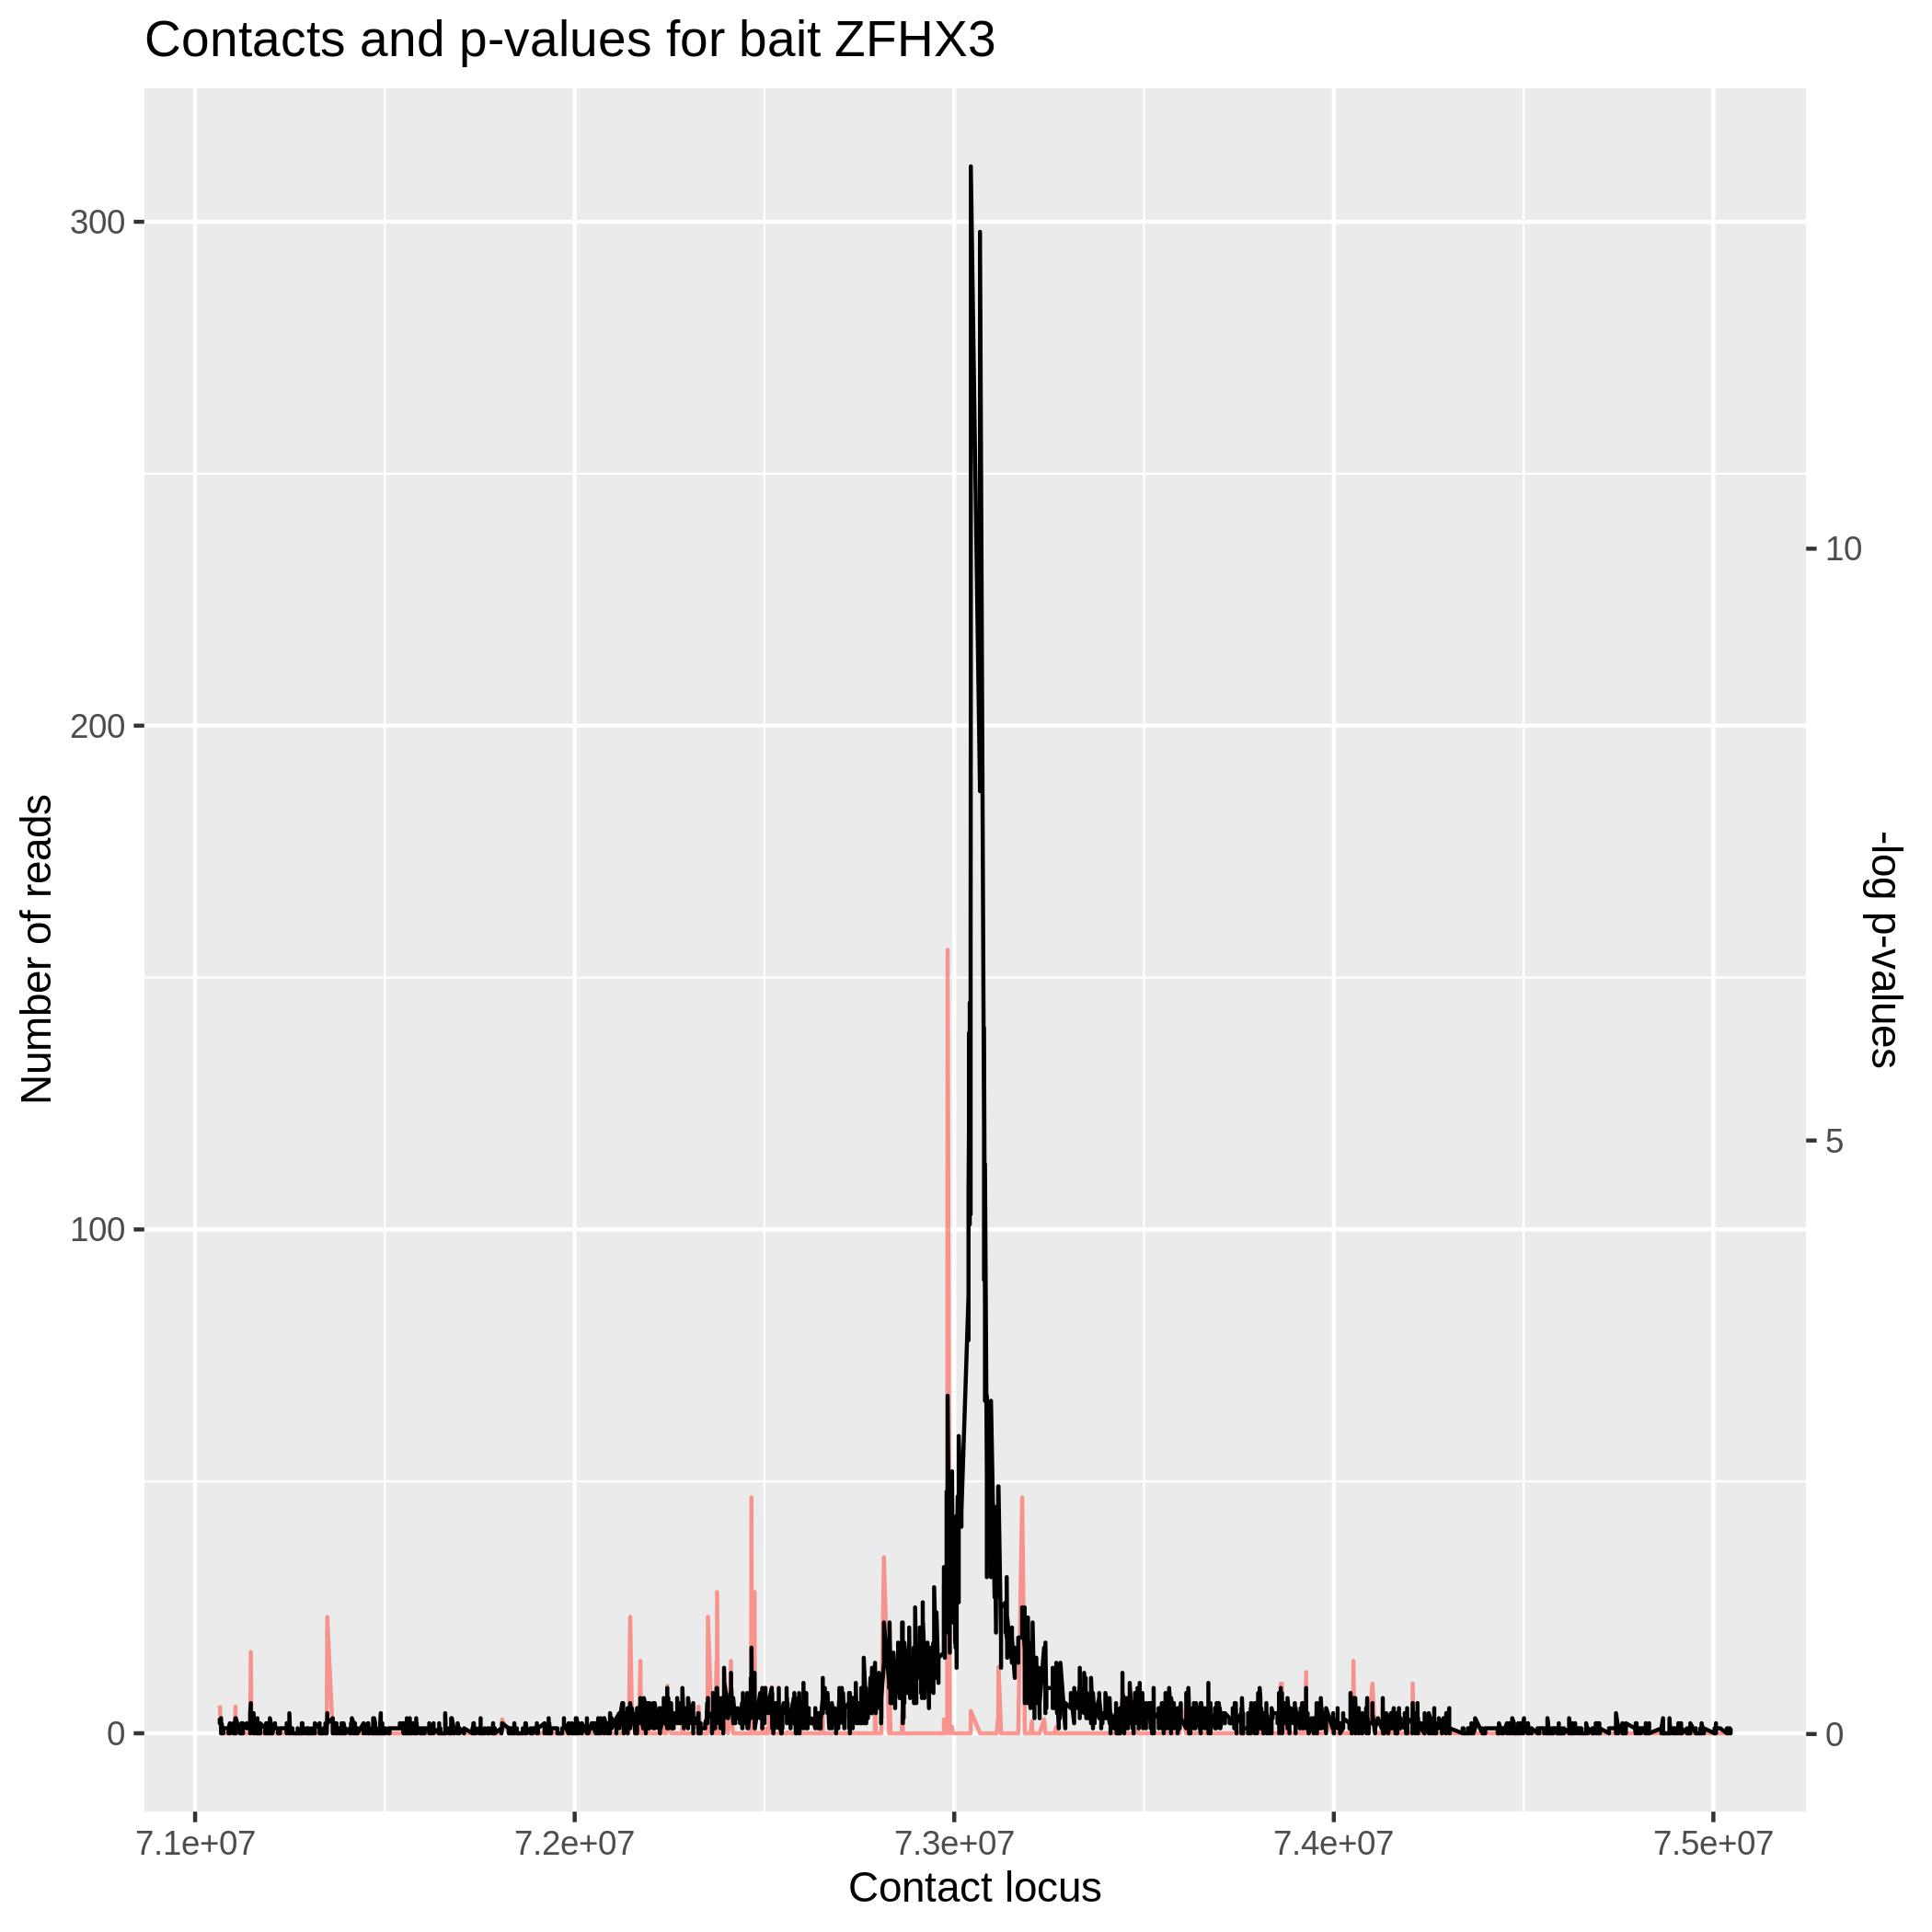 Contacts and p-values for bait ZFHX3
300
200
100
0
Number of reads
10
5
0
-log p-values
7.1e+07
7.2e+07
7.3e+07
7.4e+07
7.5e+07
Contact locus